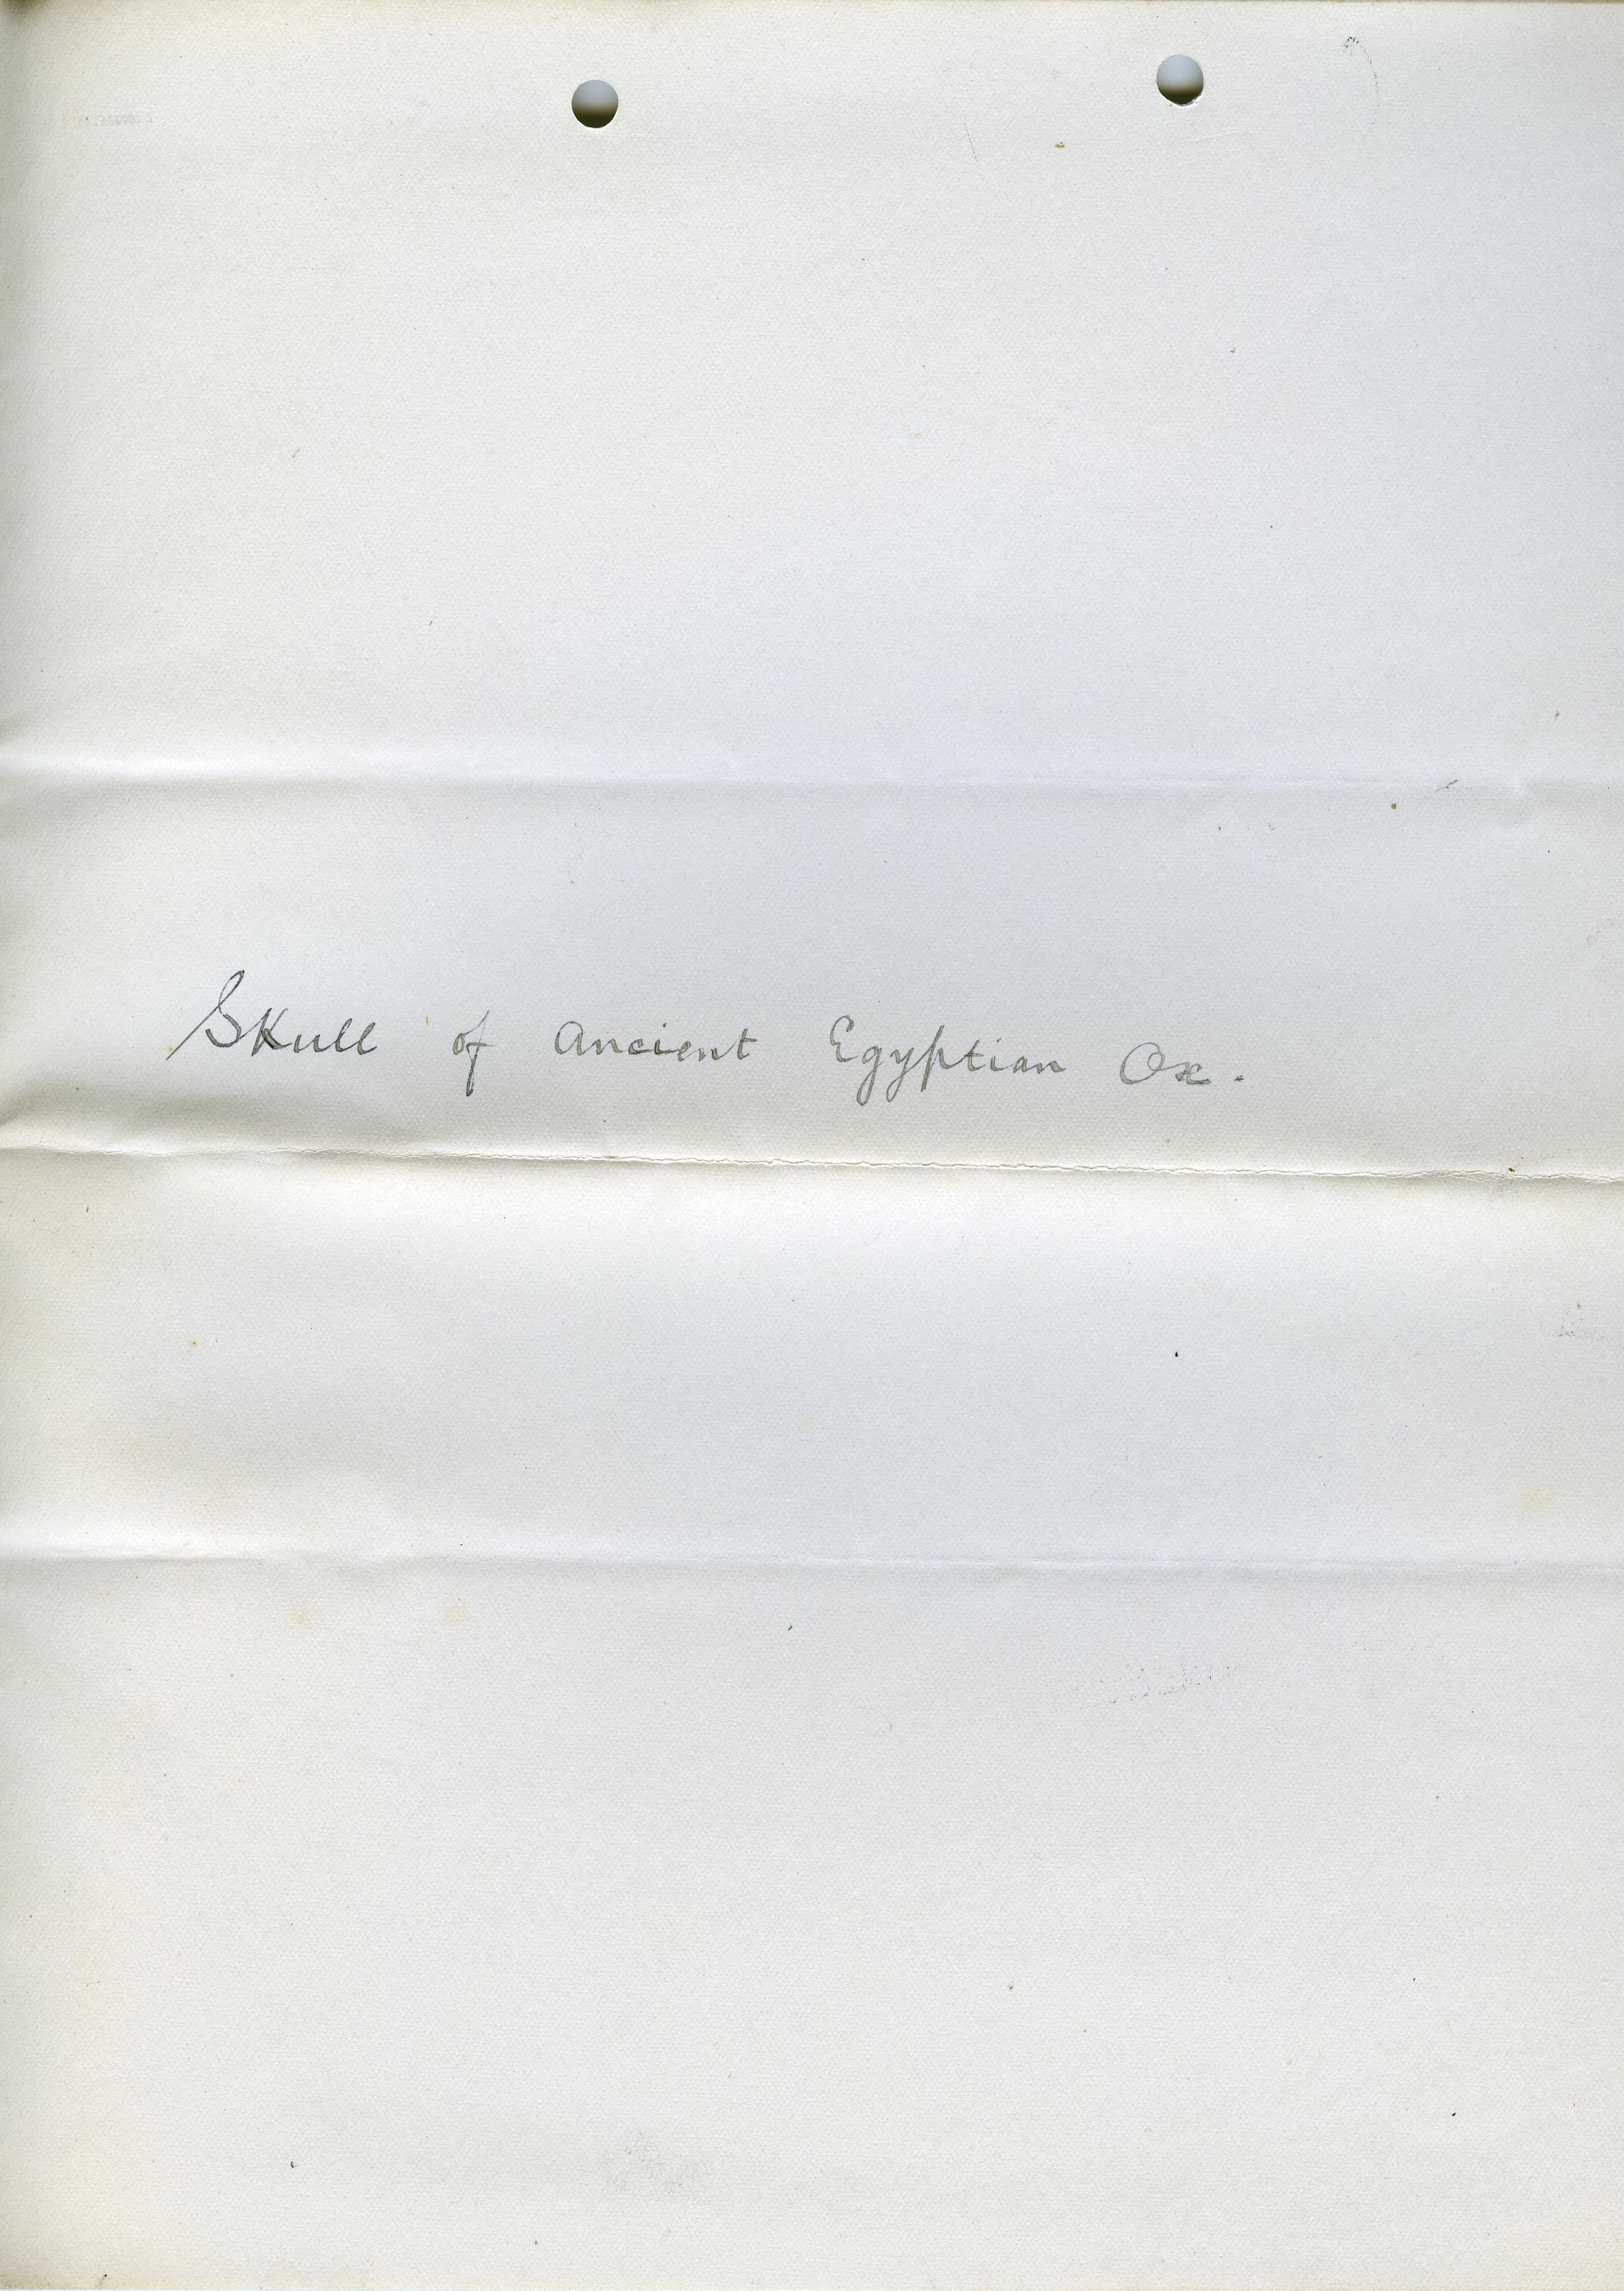 Skull of Ancient Egyptian Ox.